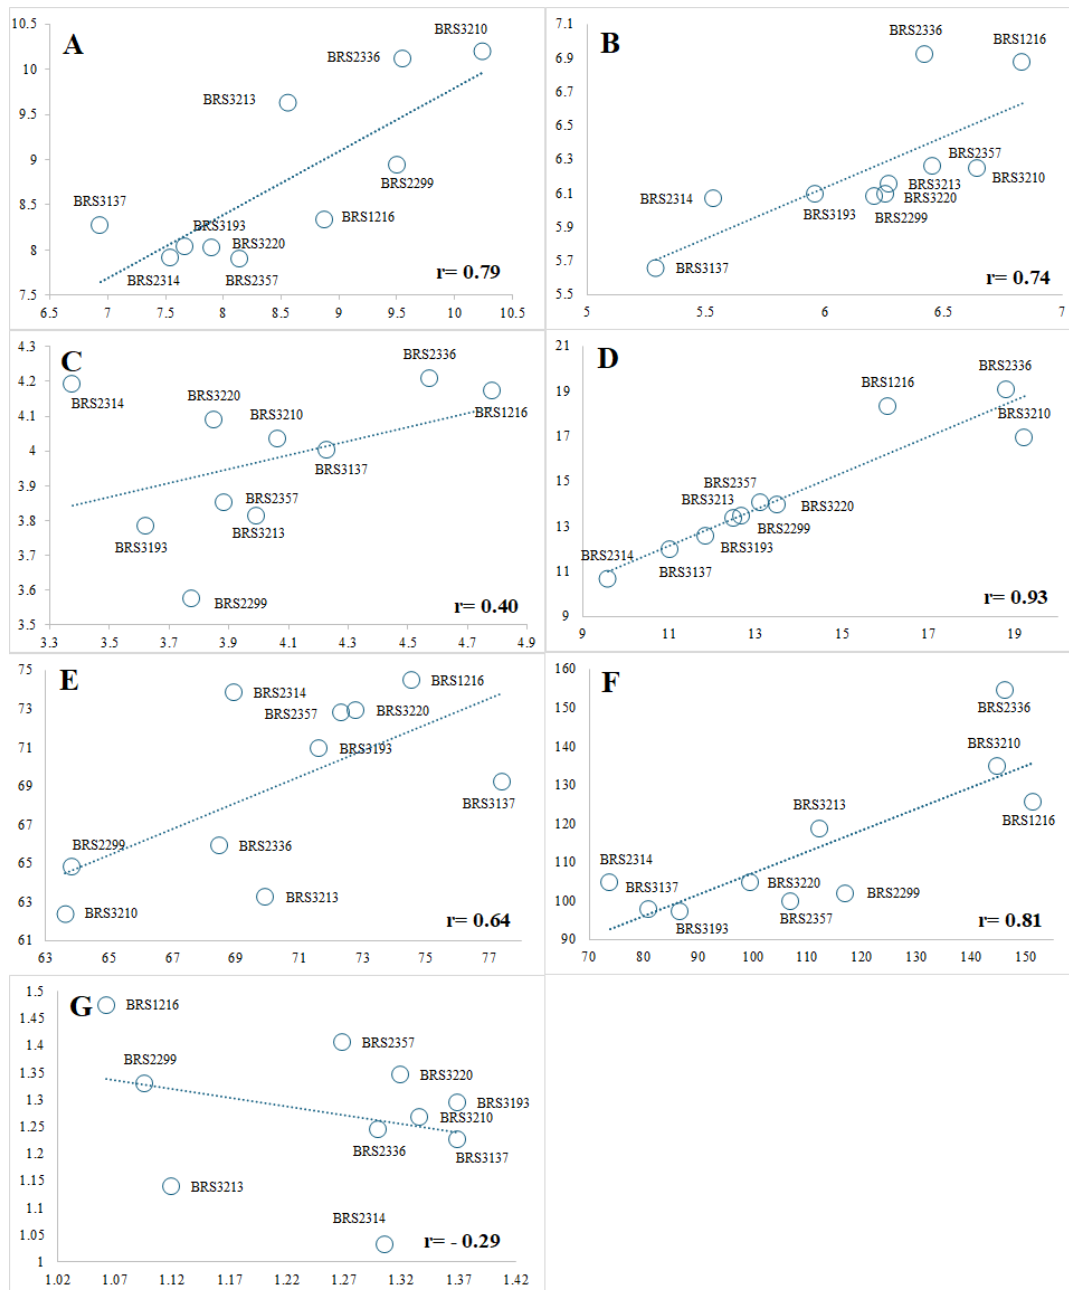 A
10.5
10
9.5
9
8.5
8
7.5
6.5 7 7.5 8 8.5 9 9.5 10 10.5
BRS3210
BRS2336
BRS3213
BRS2299
BRS3137
BRS1216
BRS3193
BRS3220
BRS2314
BRS2357
r= 0.79
B
7.1
6.9
6.7
6.5
6.3
6.1
5.9
5.7
5.5
5 5.5 6 6.5 7
BRS2336
BRS1216
BRS2357
BRS3210
BRS3213
BRS3220
BRS2314
BRS3193
BRS2299
BRS3137
r= 0.74
C
4.3
4.2
4.1
4
3.9
3.8
3.7
3.6
3.5
3.3 3.5 3.7 3.9 4.1 4.3 4.5 4.7 4.9
BRS2336
BRS2314
BRS3220
BRS3210
BRS1216
BRS3137
BRS2357
BRS3213
BRS3193
BRS2299
r= 0.40
D
21
19
17
15
13
11
9
9 11 13 15 17 19
BRS2336
BRS1216
BRS3210
BRS2357
BRS3213
BRS3220
BRS2299
BRS3193
BRS2314
BRS3137
r= 0.93
E
75
73
71
69
67
65
63
61
63 65 67 69 71 73 75 77
BRS1216
BRS2314
BRS2357
BRS3220
BRS3193
BRS3137
BRS2299
BRS2336
BRS3213
BRS3210
r= 0.64
F
160
150
140
130
120
110
100
90
70 80 90 100 110 120 130 140 150
BRS2336
BRS3210
BRS3213
BRS1216
BRS2314
BRS3137
BRS3220
BRS2299
BRS2357
BRS3193
r= 0.81
G
1.5
1.45
1.4
1.35
1.3
1.25
1.2
1.15
1.1
1.05
1
1.02 1.07 1.12 1.17 1.22 1.27 1.32 1.37 1.42
BRS1216
BRS2357
BRS2299
BRS3220
BRS3193
BRS3210
BRS2336
BRS3137
BRS3213
BRS2314
r= - 0.29